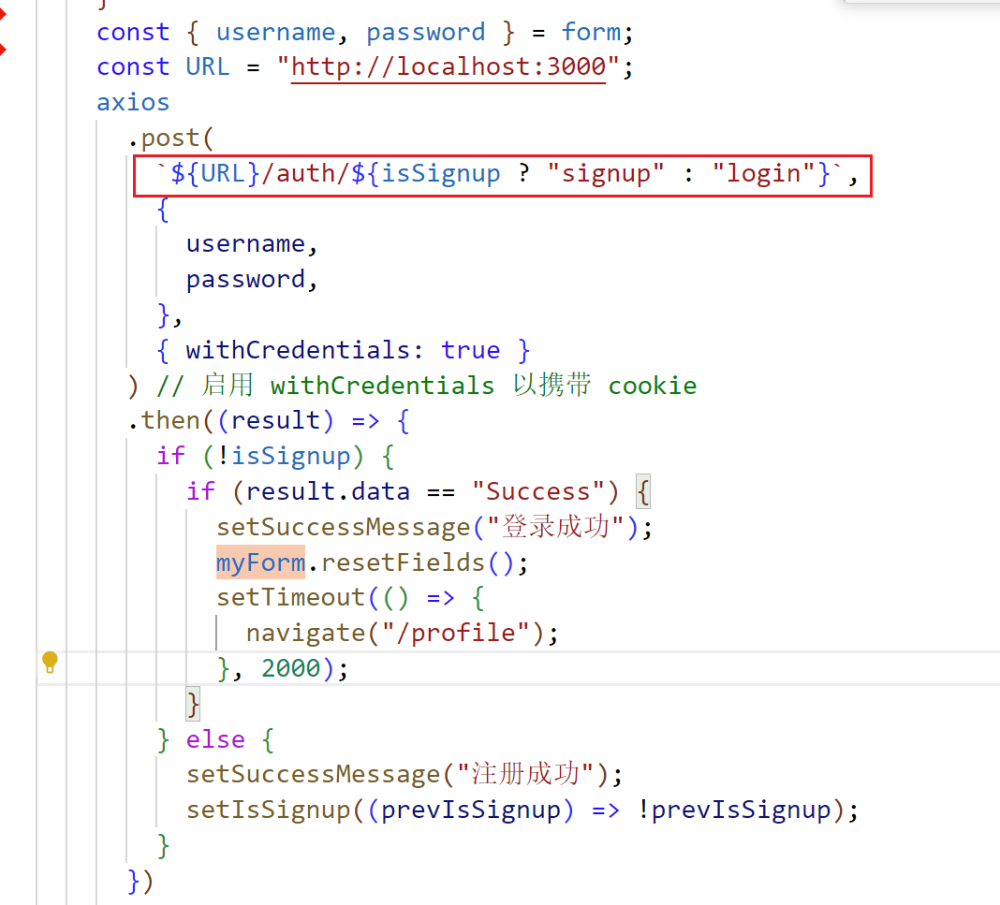 }
const { username, password } = form;
const URL = "http://localhost:3000";
axios
.post(
`${URL}/auth/${isSignup ? "signup" : "login"}`,
{
username,
password,
},
{ withCredentials: true }
) // 启用 withCredentials 以携带 cookie
.then((result) => {
if (!isSignup) {
if (result.data == "Success") {
setSuccessMessage("登录成功");
myForm.resetFields();
setTimeout(() => {
navigate("/profile");
}, 2000);
}
} else {
setSuccessMessage("注册成功");
setIsSignup((prevIsSignup) => !prevIsSignup);
}
})